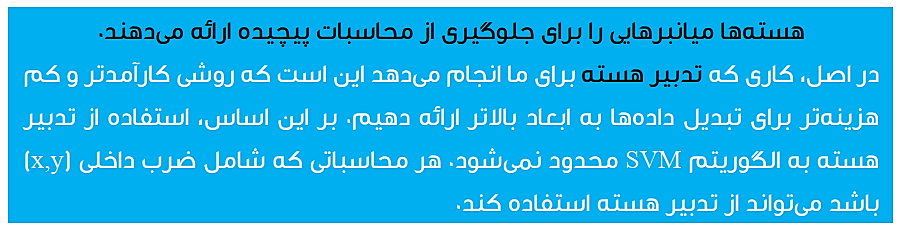 هسته‌ها میانبرهایی را برای جلوگیری از محاسبات پیچیده ارائه می‌دهند.
در اصل، کاری که تدبیر هسته برای ما انجام می‌دهد این است که روشی کارآمدتر و کم
هزینه‌تر برای تبدیل داده‌ها به ابعاد بالاتر ارائه دهیم. بر این اساس، استفاده از تدبیر
هسته به الگوریتم SVM محدود نمی‌شود. هر محاسباتی که شامل ضرب داخلی (x,y)
باشد می‌تواند از تدبیر هسته استفاده کند.